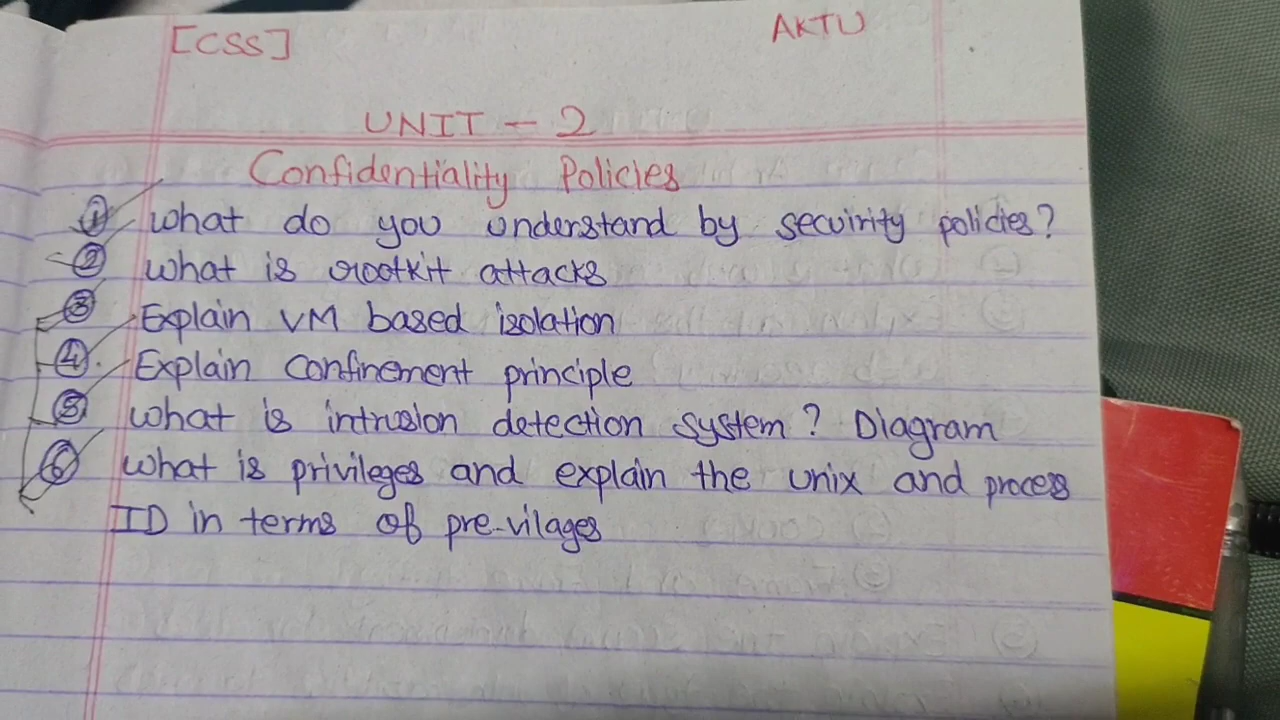 [CSS]
AKTU
UNIT - 2
Confidentiality Policies
① What do you understand by secuirity policies?
② What is rootkit attacks
③ Explain VM based isolation
④. Explain Confinement principle
⑤ What is intrusion detection system? Diagram
⑥ What is privileges and explain the unix and process
ID in terms of pre-vilages